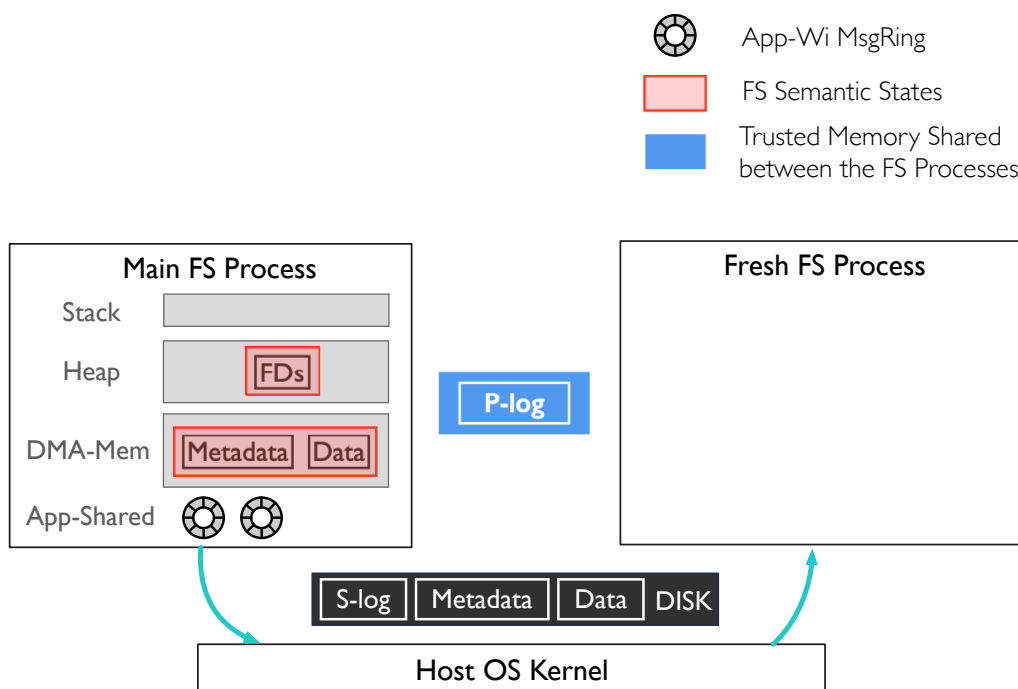 App-Wi MsgRing
FS Semantic States
Trusted Memory Shared
between the FS Processes
Main FS Process
Stack
Heap
FDs
DMA-Mem
Metadata
Data
App-Shared
P-log
Fresh FS Process
S-log
Metadata
Data
DISK
Host OS Kernel